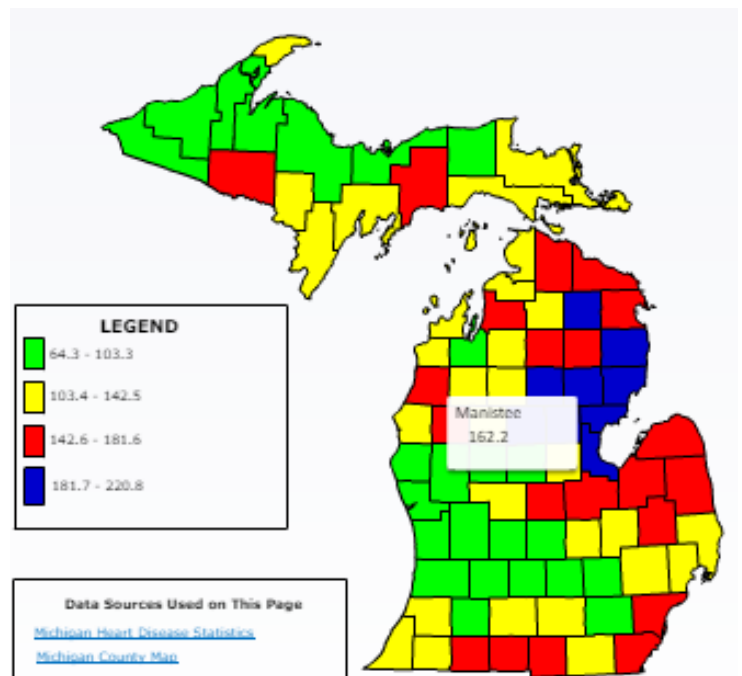 LEGEND
64.3 - 103.3
103.4 - 142.5
142.6 - 181.6
181.7 - 220.8
Manistee
162.2
Data Sources Used on This Page
Michigan Heart Disease Statistics
Michigan County Map